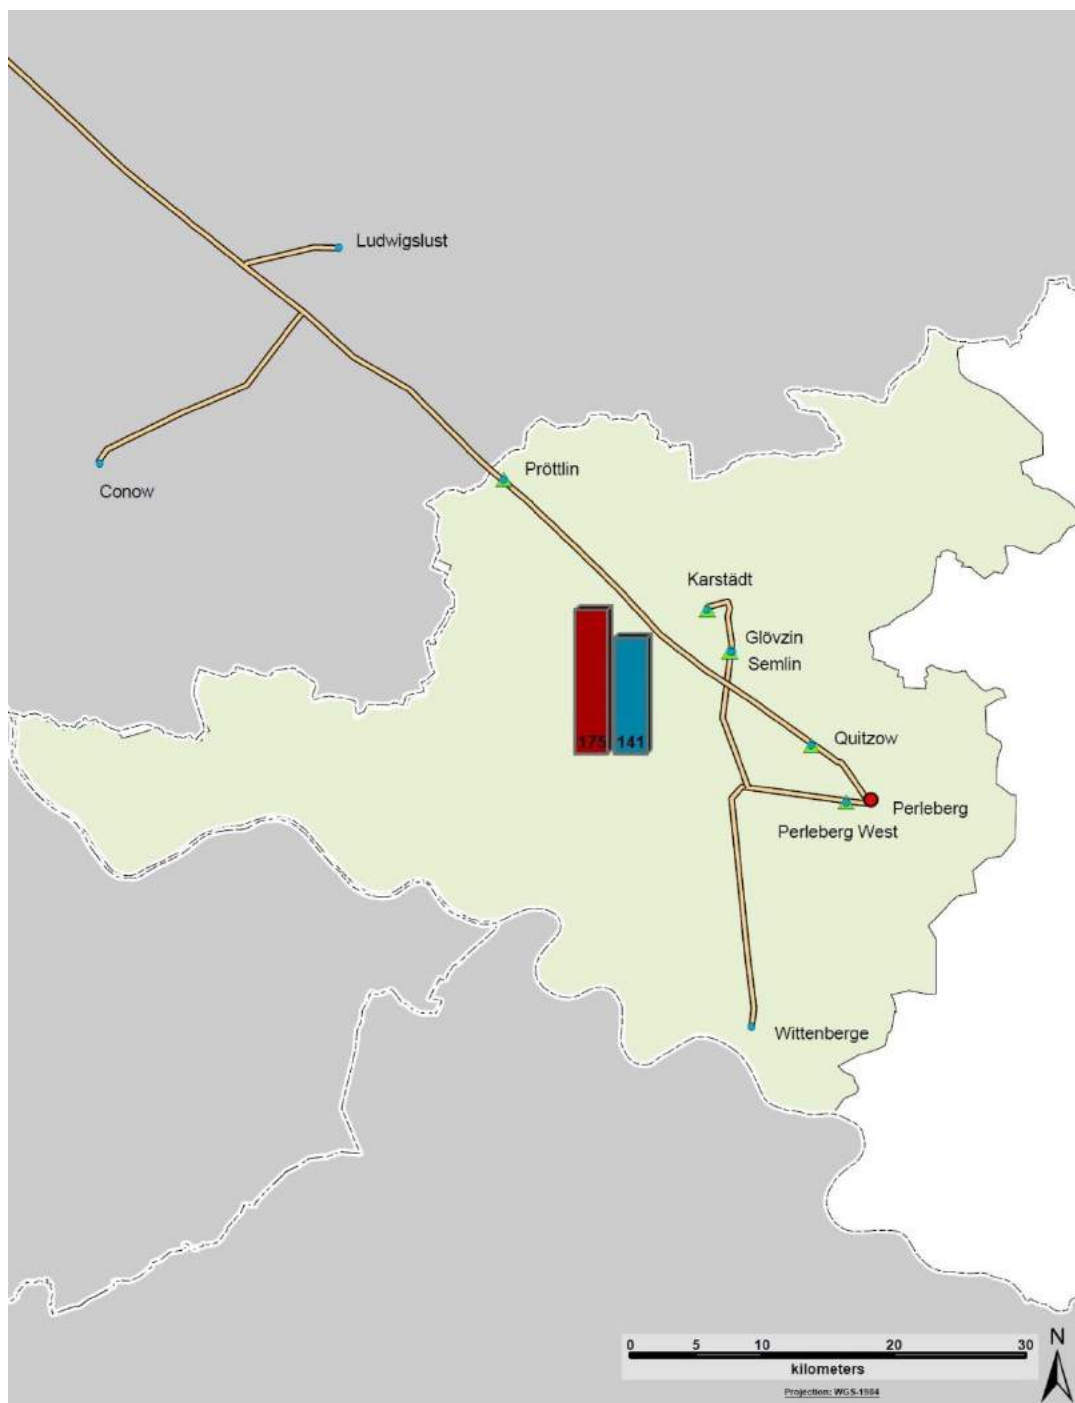 Ludwigslust
Pröttlin
Conow
Karstädt
Glövzin
Semlin
175 141
Quitzow
Perleberg
Perleberg West
Wittenberge
N
0 5 10 20 30
kilometers
Projection: WGS-1984